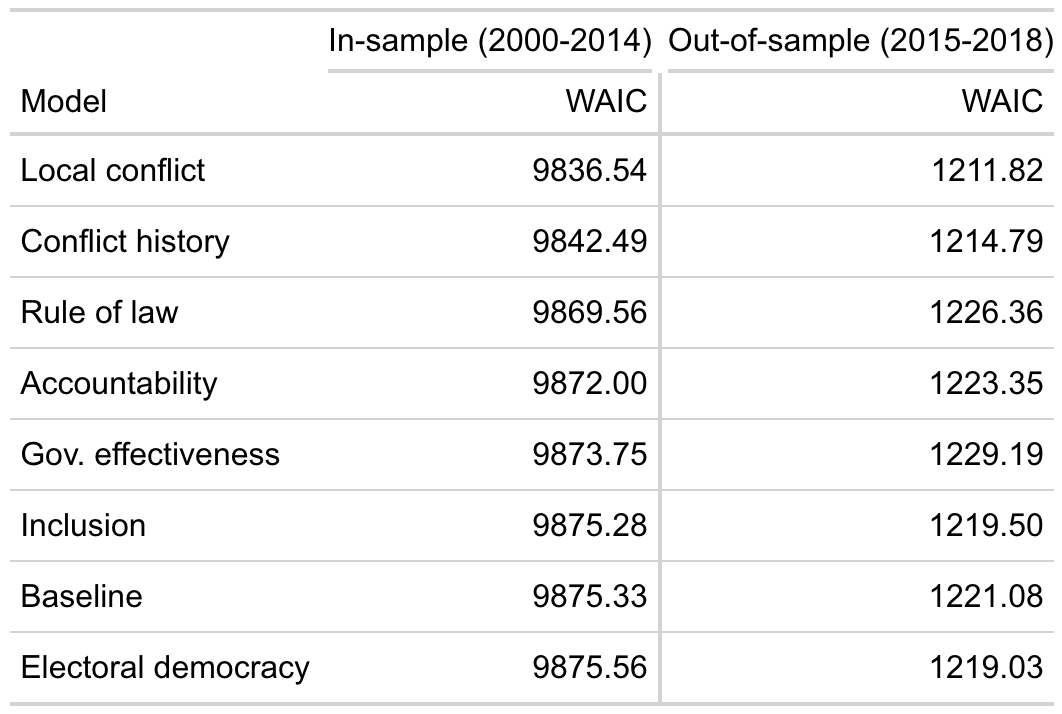 In-sample (2000-2014) Out-of-sample (2015-2018)
Model WAIC WAIC
Local conflict 9836.54 1211.82
Conflict history 9842.49 1214.79
Rule of law 9869.56 1226.36
Accountability 9872.00 1223.35
Gov. effectiveness 9873.75 1229.19
Inclusion 9875.28 1219.50
Baseline 9875.33 1221.08
Electoral democracy 9875.56 1219.03